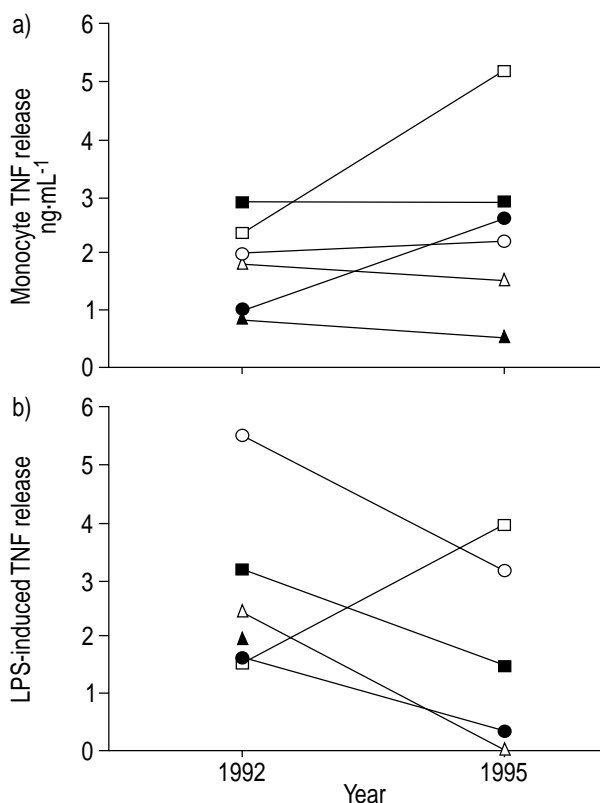 a)
6
5
4
3
2
1
0
Monocyte TNF release
ng·mL-1
b)
6
5
4
3
2
1
0
LPS-induced TNF release
1992
1995
Year